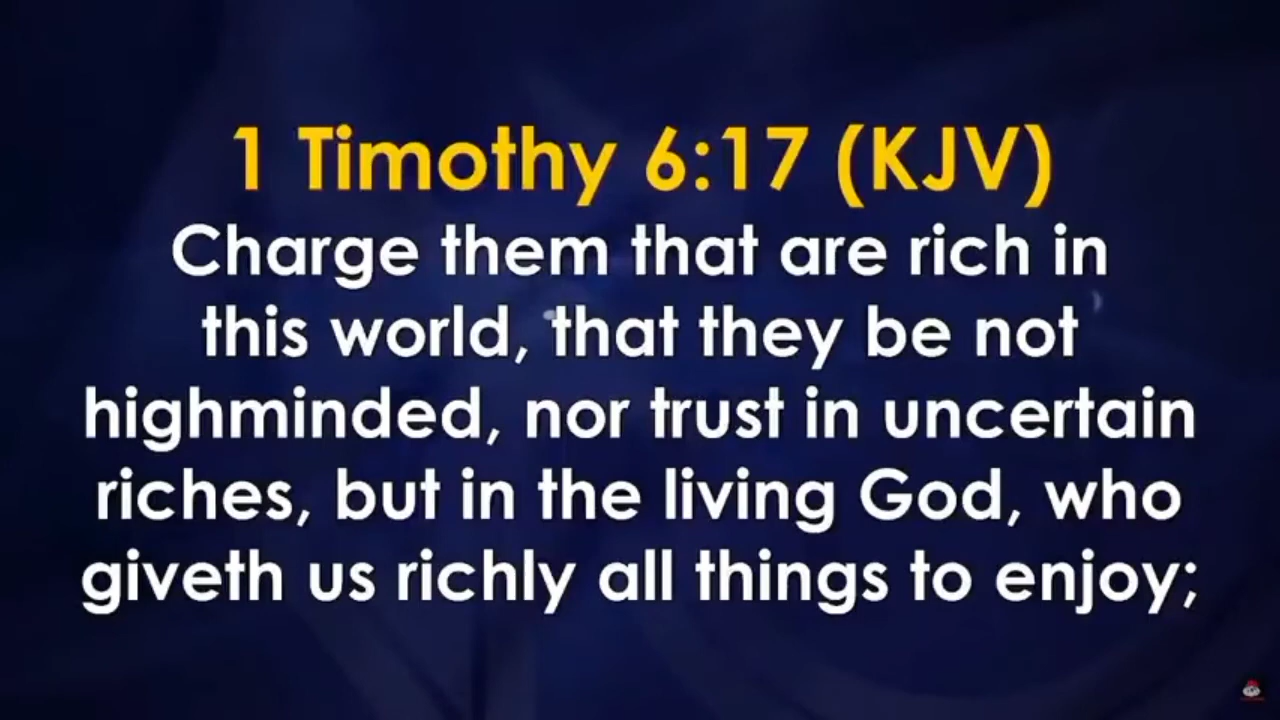 1 Timothy 6:17 (KJV)
Charge them that are rich in
this world, that they be not
highminded, nor trust in uncertain
riches, but in the living God, who
giveth us richly all things to enjoy;